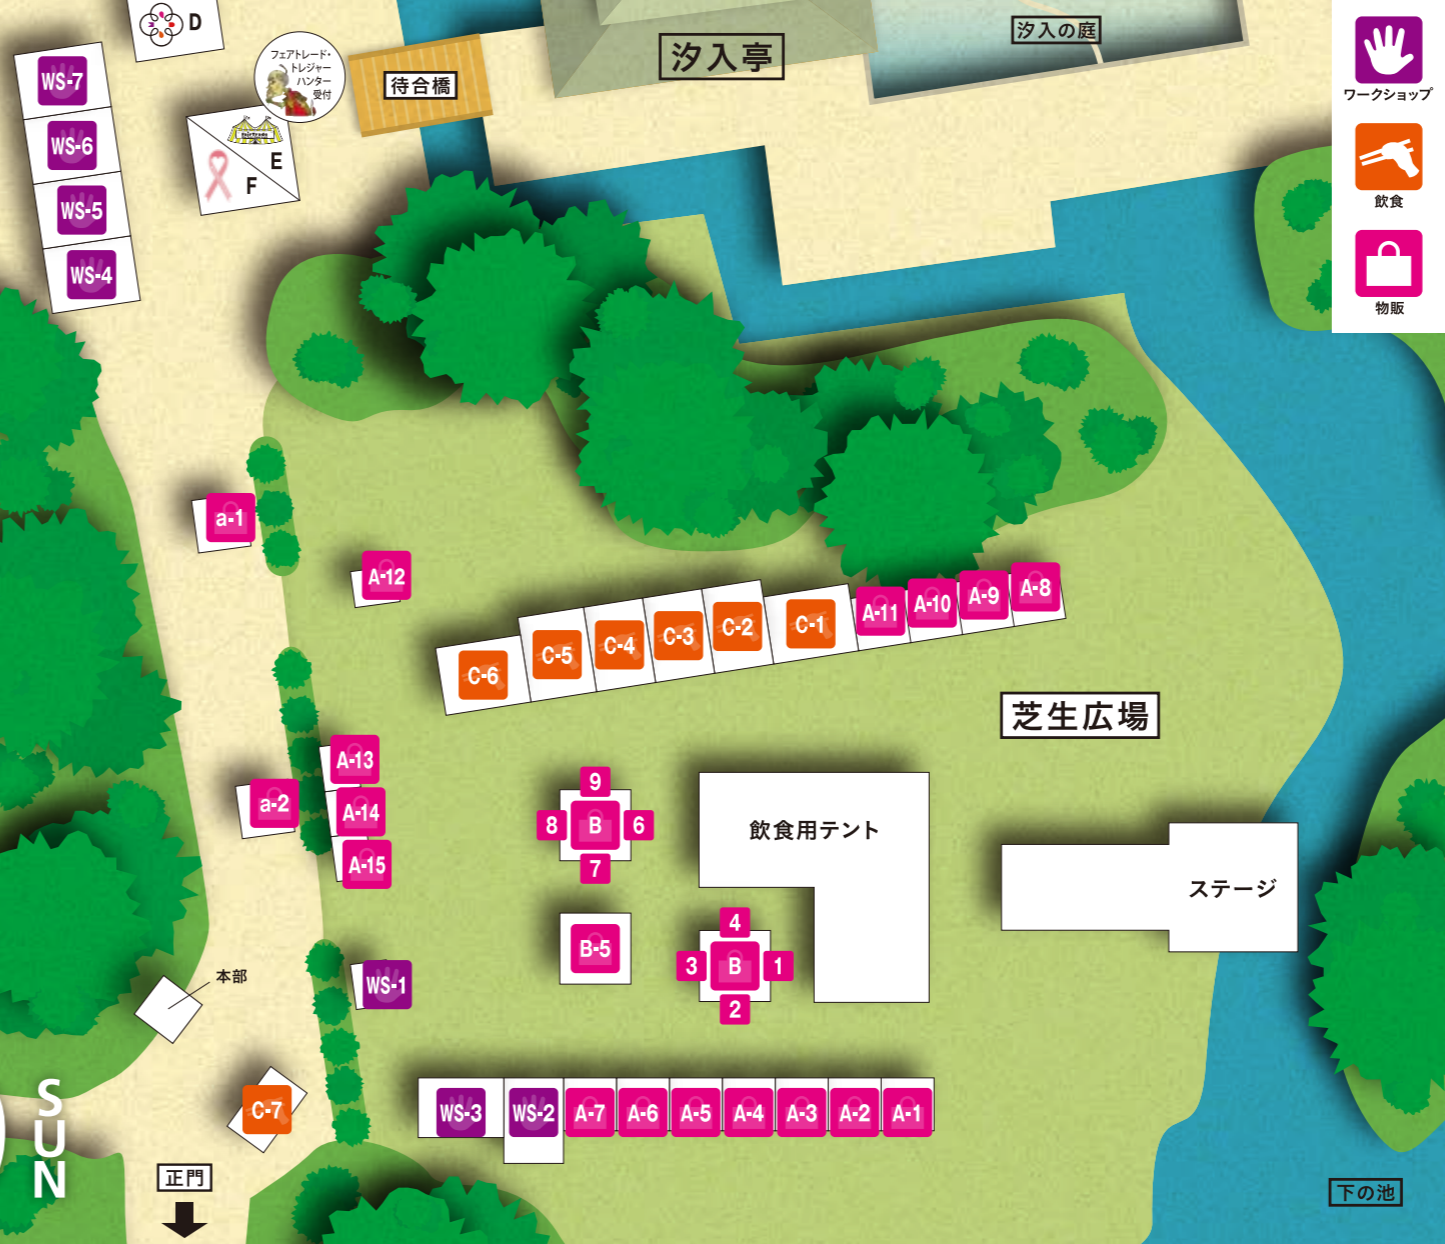 D
フェアトレード・
トレジャー
ハンター
受付
待合橋
汐入亭
汐入の庭
ワークショップ
飲食
物販
WS-7
WS-6
WS-5
WS-4
E
F
a-1
A-12
C-6
C-5
C-4
C-3
C-2
C-1
A-11
A-10
A-9
A-8
芝生広場
A-13
a-2
A-14
A-15
9
8
B
6
7
飲食用テント
ステージ
B-5
4
3
B
1
2
本部
WS-1
C-7
WS-3
WS-2
A-7
A-6
A-5
A-4
A-3
A-2
A-1
SUN
正門
下の池